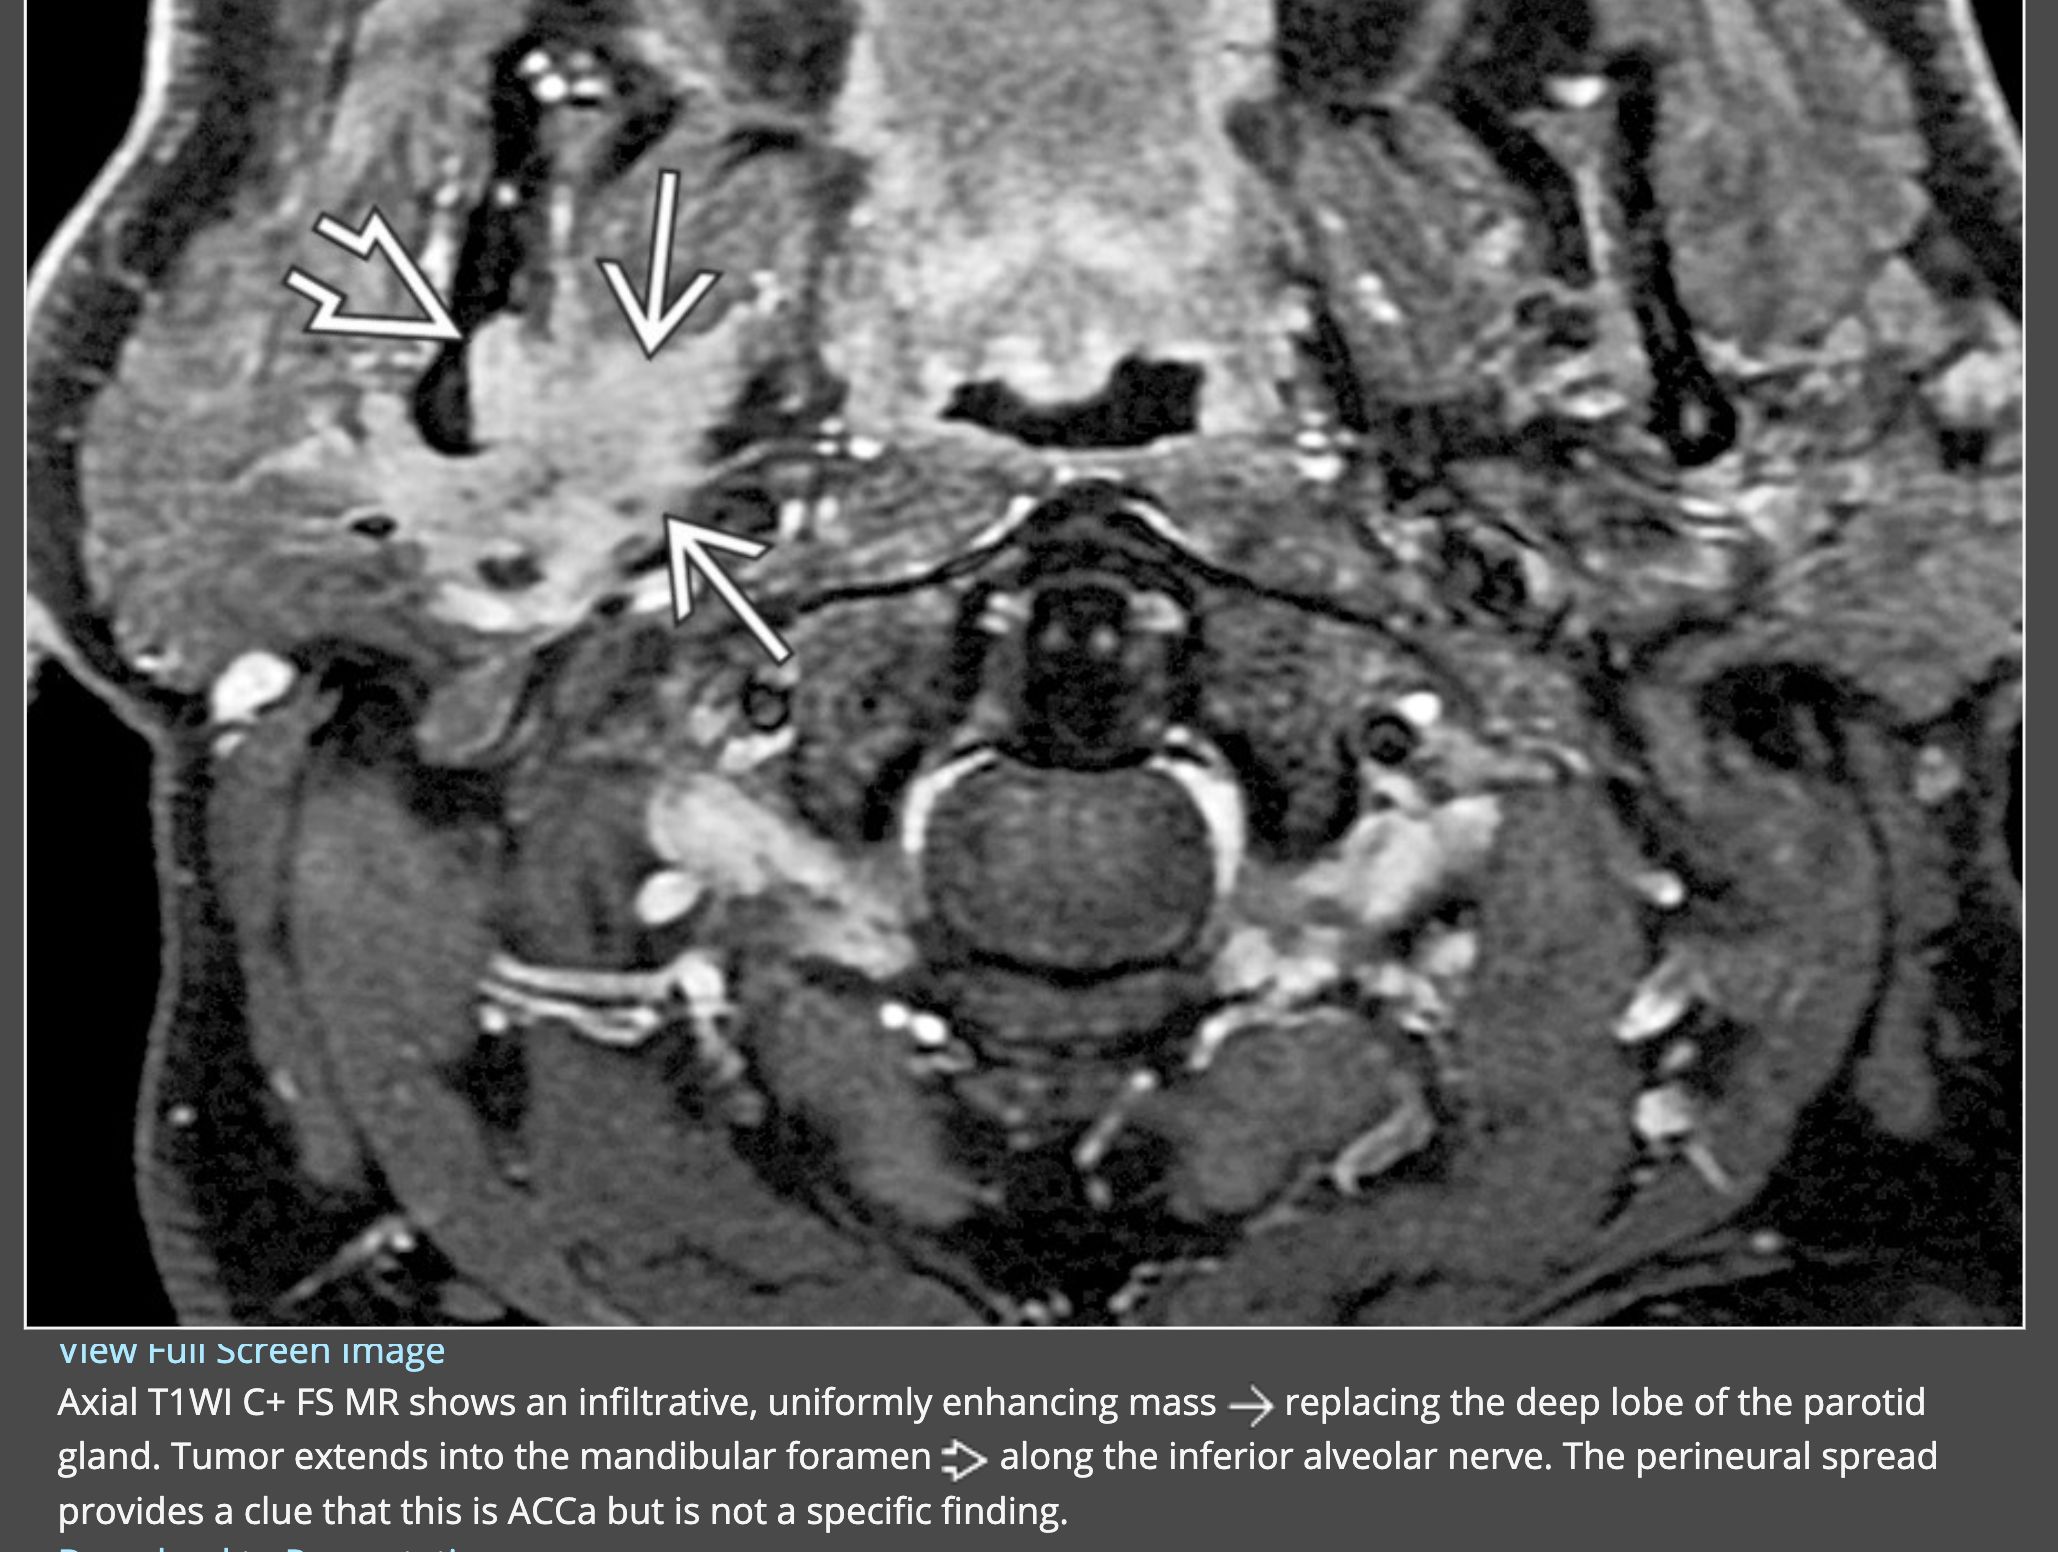 View Full Screen Image
Axial T1WI C+ FS MR shows an infiltrative, uniformly enhancing mass → replacing the deep lobe of the parotid
gland. Tumor extends into the mandibular foramen ⇨ along the inferior alveolar nerve. The perineural spread
provides a clue that this is ACCa but is not a specific finding.